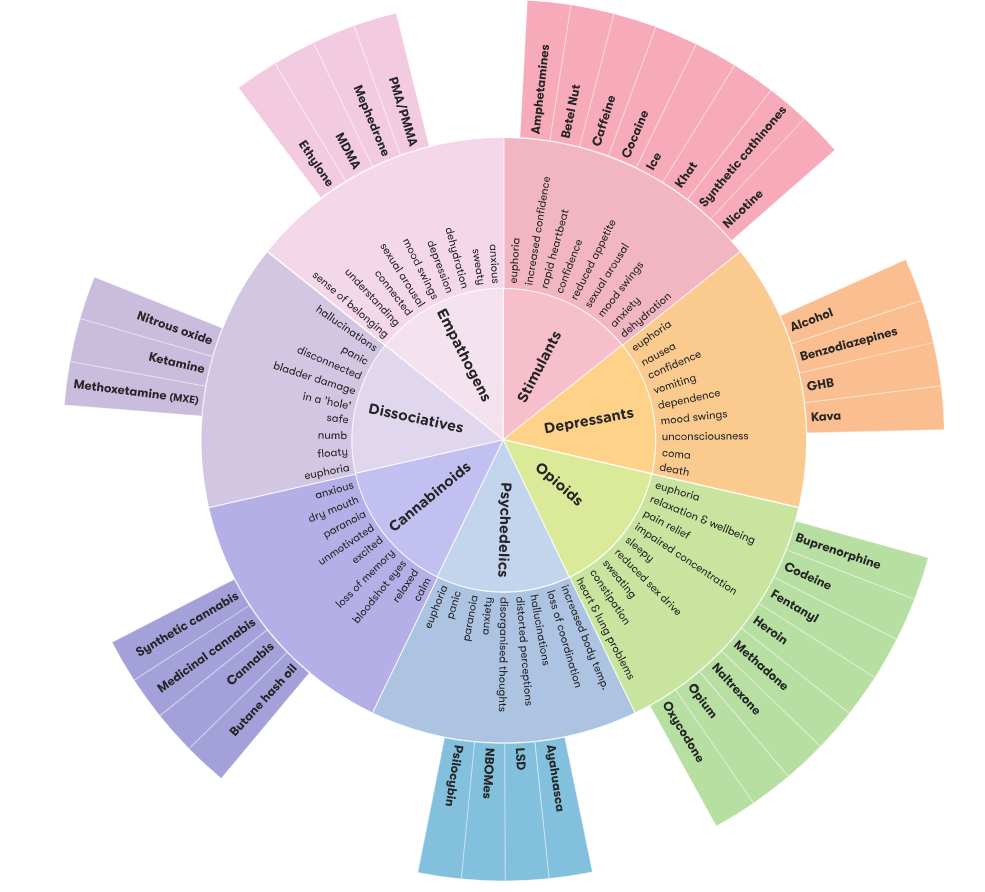 Stimulants
euphoria
increased confidence
rapid heartbeat
confidence
reduced appetite
sexual arousal
mood swings
anxiety
dehydration
Amphetamines
Betel Nut
Caffeine
Cocaine
Ice
Khat
Synthetic cathinones
Nicotine
Depressants
euphoria
nausea
confidence
vomiting
dependence
mood swings
unconsciousness
coma
death
Alcohol
Benzodiazepines
GHB
Kava
Opioids
euphoria
relaxation & wellbeing
pain relief
impaired concentration
sleepy
reduced sex drive
sweating
constipation
heart & lung problems
Buprenorphine
Codeine
Fentanyl
Heroin
Methadone
Naltrexone
Opium
Oxycodone
Psychedelics
increased body temp.
loss of coordination
hallucinations
distorted perceptions
disorganised thoughts
anxiety
paranoia
panic
euphoria
Ayahuasca
LSD
NBOMes
Psilocybin
Cannabinoids
calm
relaxed
bloodshot eyes
loss of memory
excited
unmotivated
paranoia
dry mouth
anxious
Butane hash oil
Cannabis
Medicinal cannabis
Synthetic cannabis
Dissociatives
euphoria
floaty
numb
safe
in a 'hole'
bladder damage
disconnected
panic
hallucinations
Methoxetamine (MXE)
Ketamine
Nitrous oxide
Empathogens
sense of belonging
understanding
connected
sexual arousal
mood swings
depression
dehydration
sweaty
anxious
Ethylone
MDMA
Mephedrone
PMA/PMMA